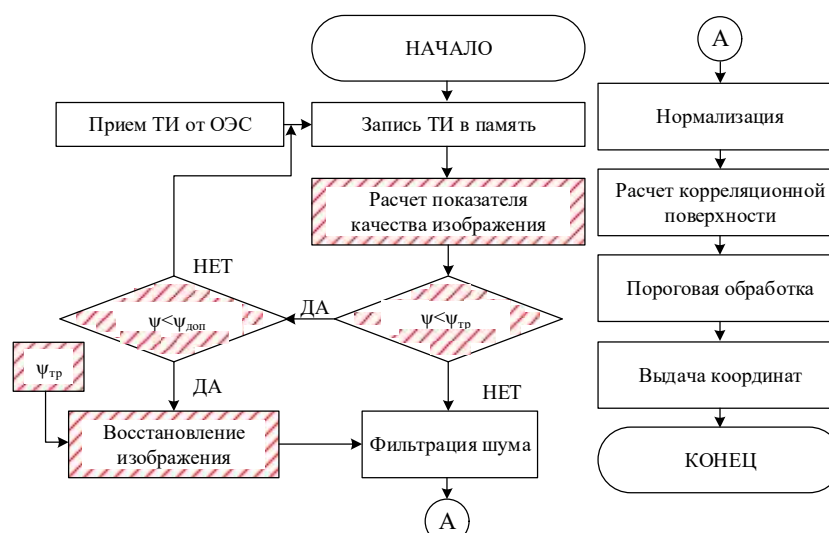 НАЧАЛО
Прием ТИ от ОЭС
Запись ТИ в память
Расчет показателя
качества изображения
НЕТ
ДА
ψ<ψдоп
ψ<ψтр
ψтр
ДА
НЕТ
Восстановление
изображения
Фильтрация шума
А
А
Нормализация
Расчет корреляционной
поверхности
Пороговая обработка
Выдача координат
КОНЕЦ